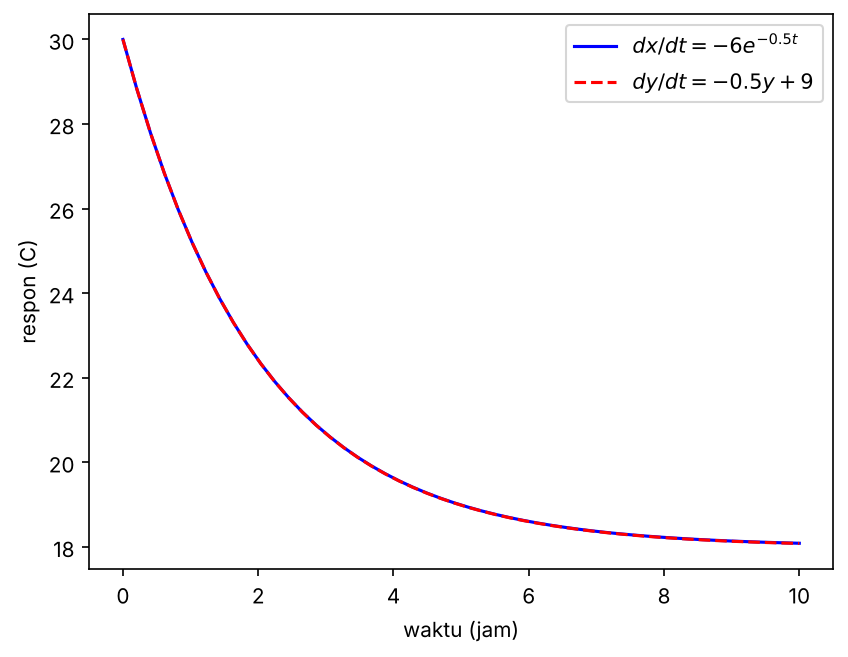 dx/dt = −6e^{−0.5t}
dy/dt = −0.5y + 9
30
28
26
24
22
20
18
respon (C)
0 2 4 6 8 10
waktu (jam)